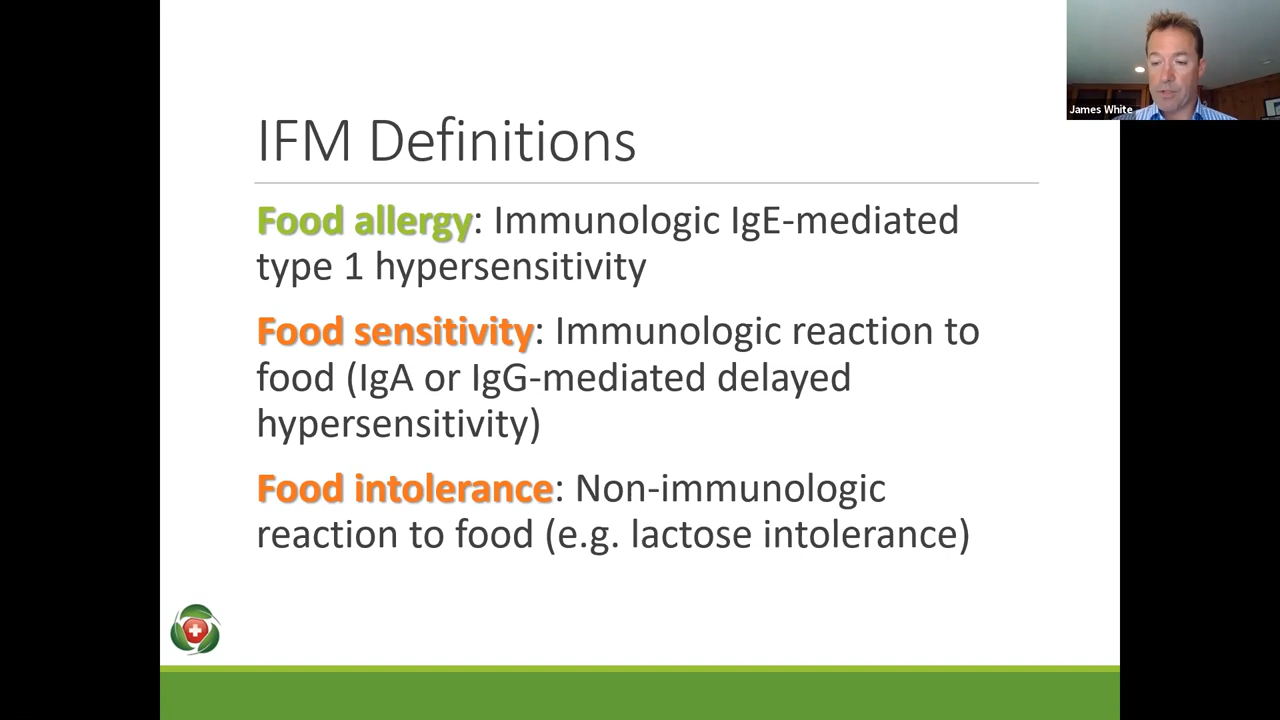 James White
IFM Definitions
Food allergy: Immunologic IgE-mediated
type 1 hypersensitivity
Food sensitivity: Immunologic reaction to
food (IgA or IgG-mediated delayed
hypersensitivity)
Food intolerance: Non-immunologic
reaction to food (e.g. lactose intolerance)